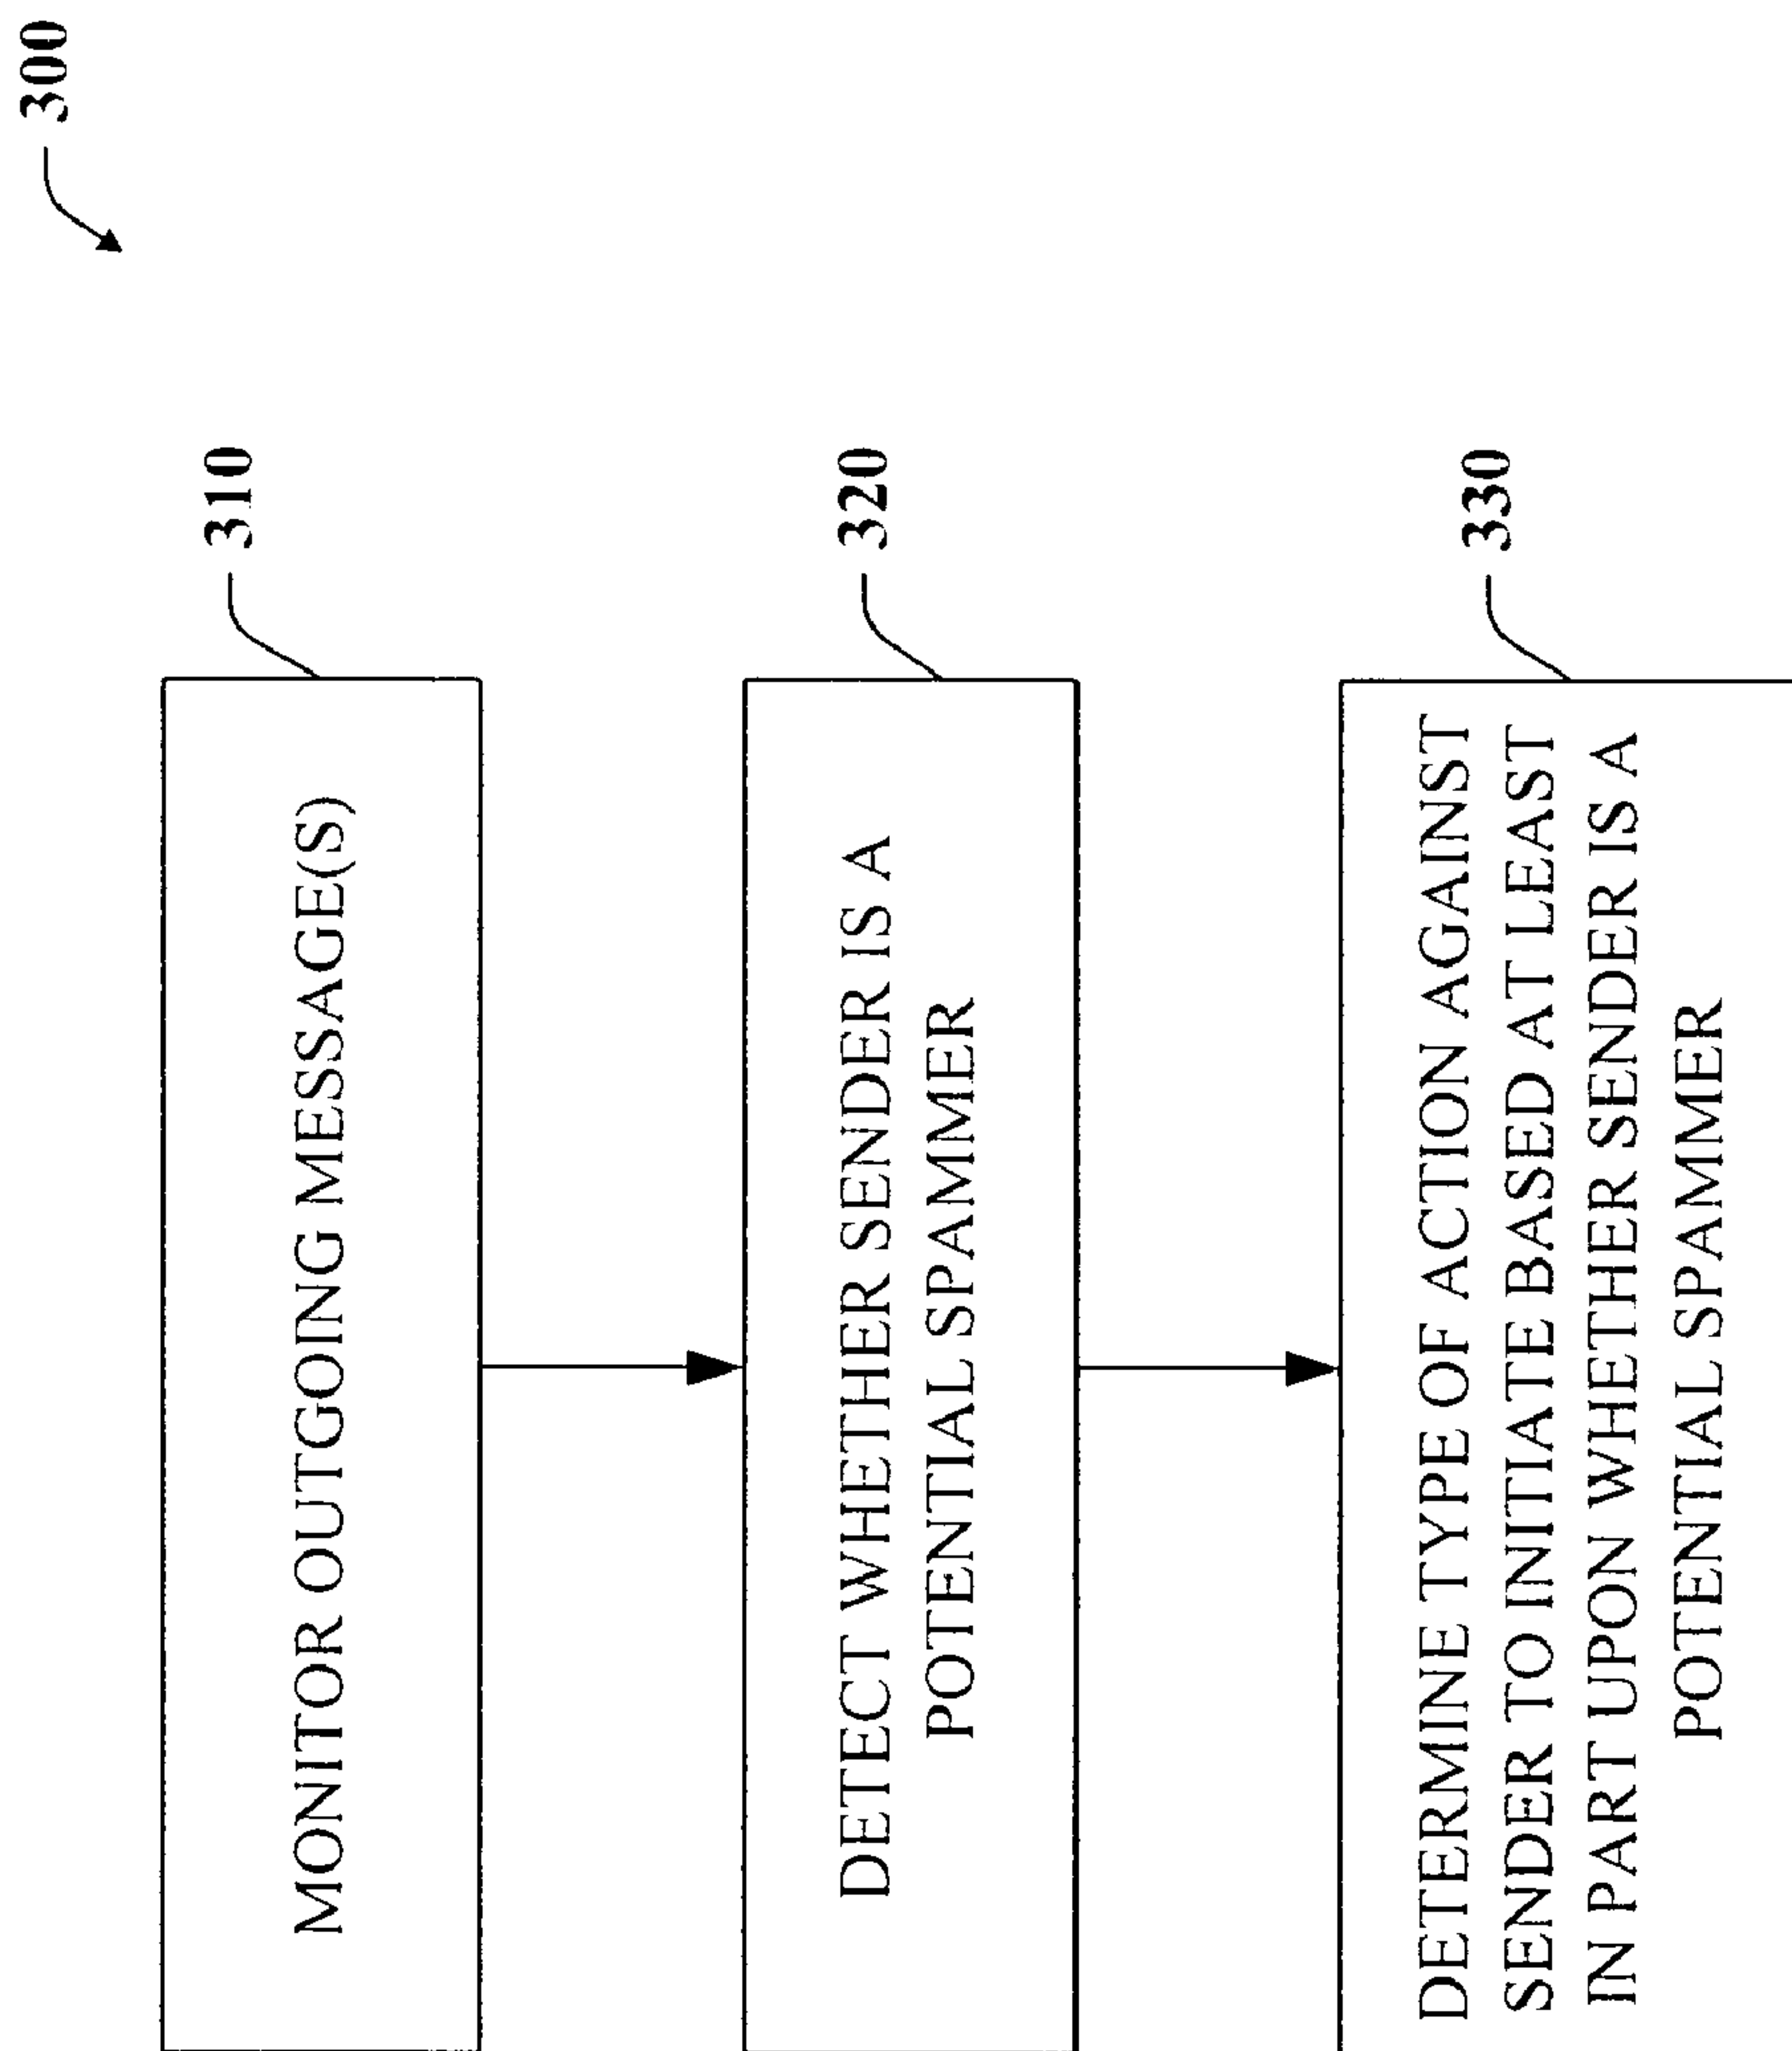 300
310
MONITOR OUTGOING MESSAGE(S)
320
DETECT WHETHER SENDER IS A
POTENTIAL SPAMMER
330
DETERMINE TYPE OF ACTION AGAINST
SENDER TO INITIATE BASED AT LEAST
IN PART UPON WHETHER SENDER IS A
POTENTIAL SPAMMER